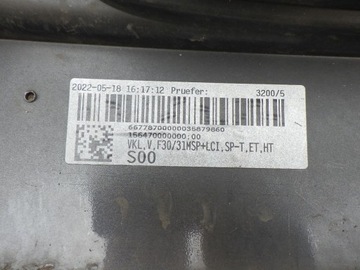 2022-05-18 16:17:12 Pruefer: 3200/5
66778700000035879860
156470000000;00
VKL,V,F30/31MSP+LCI,SP-T,ET,HT
S00